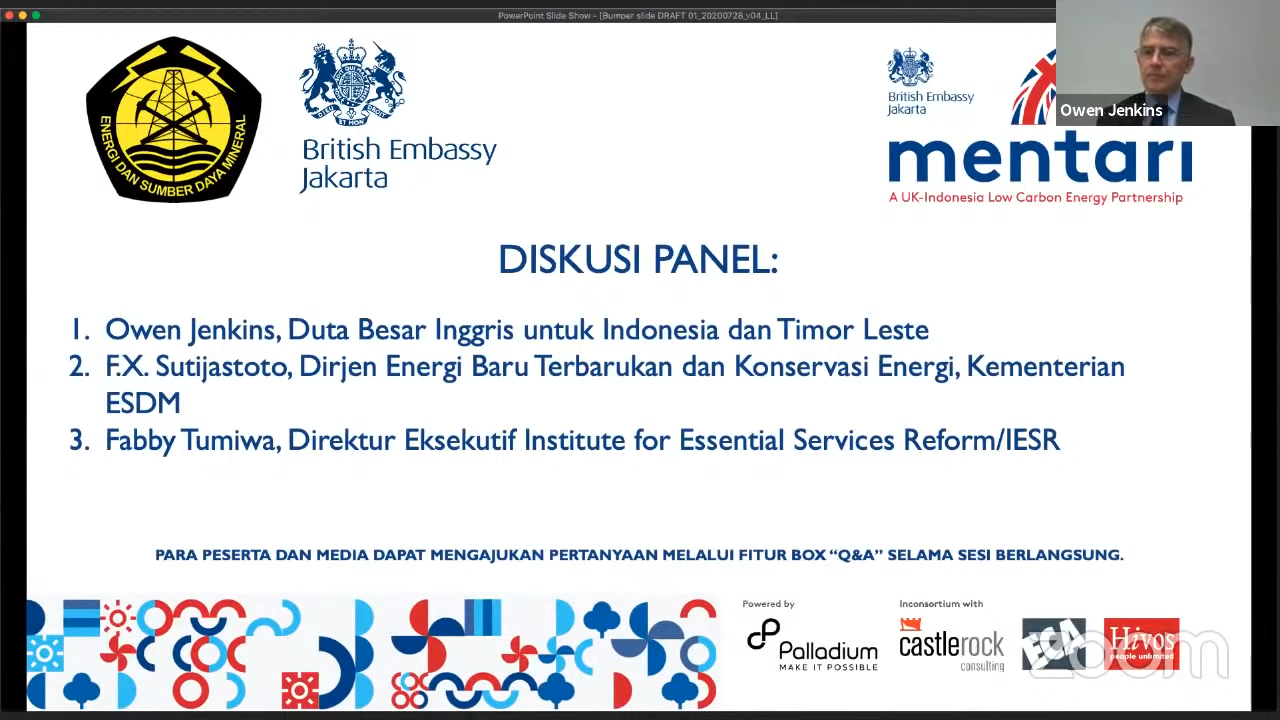 PowerPoint Slide Show - [Bumper slide DRAFT 01_20200728_v04_LL]
Owen Jenkins
ENERGI DAN SUMBER DAYA MINERAL
British Embassy
Jakarta
British Embassy
Jakarta
mentarı
A UK-Indonesia Low Carbon Energy Partnership
DISKUSI PANEL:
1. Owen Jenkins, Duta Besar Inggris untuk Indonesia dan Timor Leste
2. F.X. Sutijastoto, Dirjen Energi Baru Terbarukan dan Konservasi Energi, Kementerian
ESDM
3. Fabby Tumiwa, Direktur Eksekutif Institute for Essential Services Reform/IESR
PARA PESERTA DAN MEDIA DAPAT MENGAJUKAN PERTANYAAN MELALUI FITUR BOX “Q&A” SELAMA SESI BERLANGSUNG.
Powered by
Palladium
MAKE IT POSSIBLE
Inconsortium with
castlerock
consulting
ECA
Hivos
people unlimited
zoom